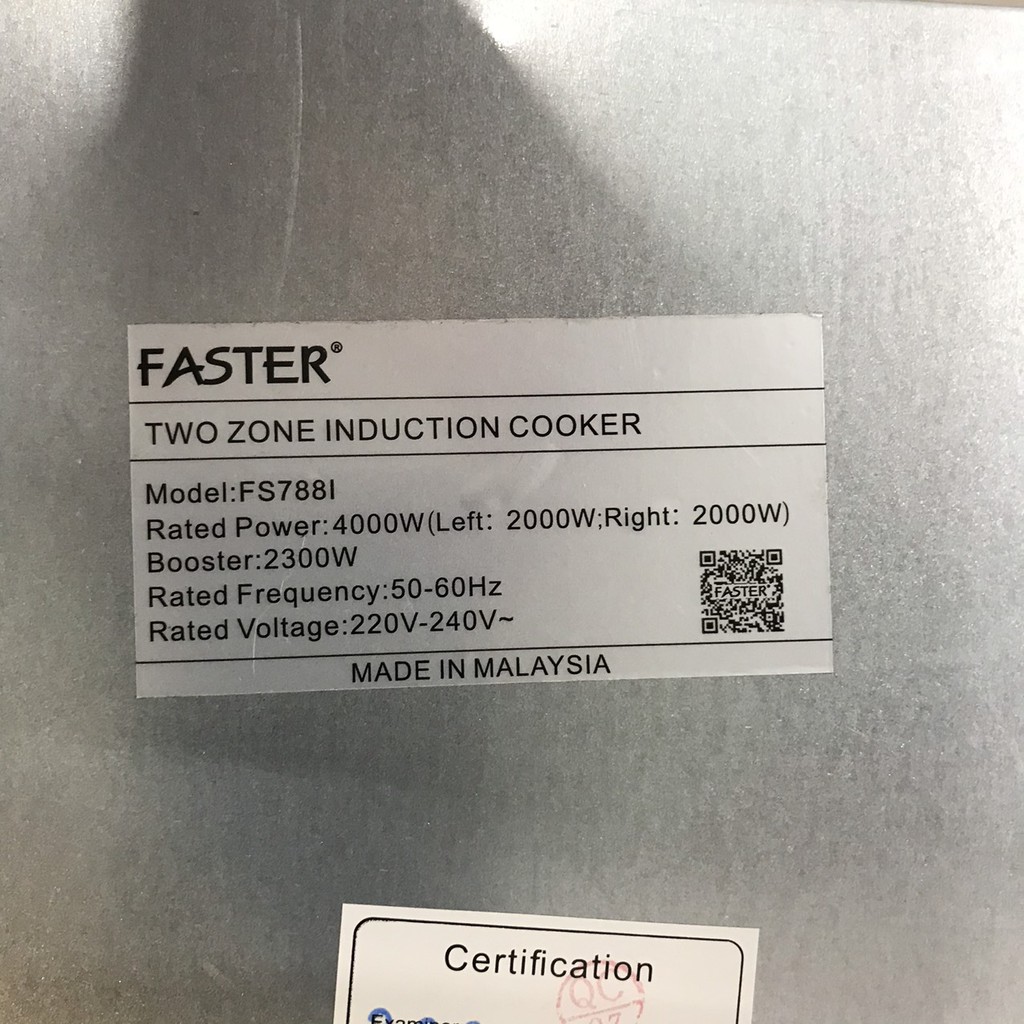 FASTER®
TWO ZONE INDUCTION COOKER
Model:FS788I
Rated Power:4000W(Left: 2000W;Right: 2000W)
Booster:2300W
Rated Frequency:50-60Hz
Rated Voltage:220V-240V~
FASTER
MADE IN MALAYSIA
Certification
QC